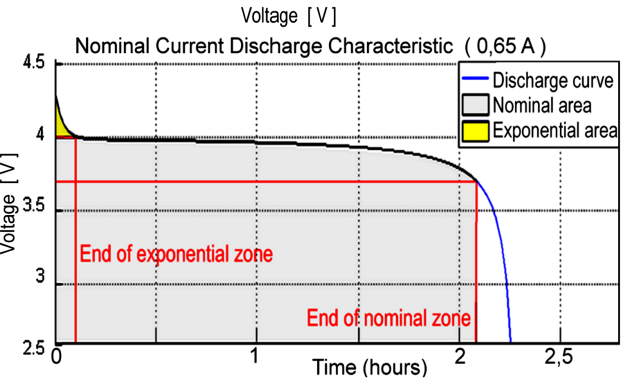 Voltage [ V ]
Nominal Current Discharge Characteristic ( 0,65 A )
4.5
Discharge curve
Nominal area
Exponential area
4
Voltage [ V ]
3.5
End of exponential zone
3
End of nominal zone
2.5
0
1
2
2,5
Time (hours)